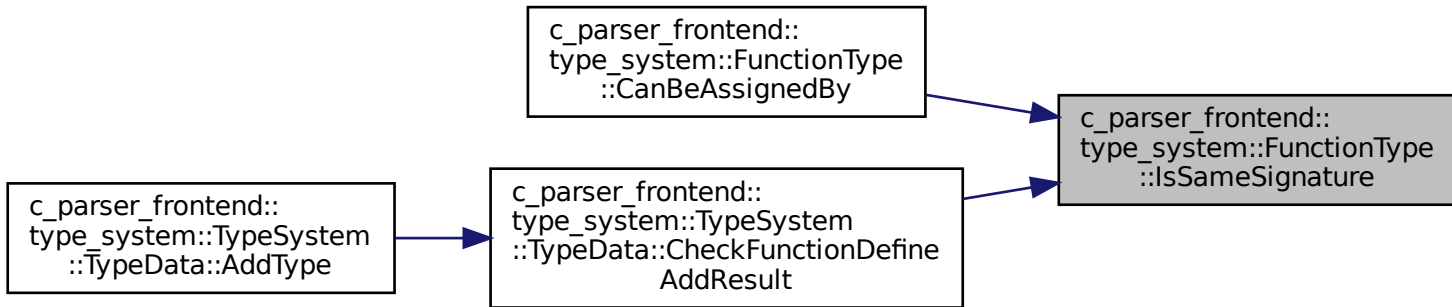 c_parser_frontend::
type_system::FunctionType
::CanBeAssignedBy
c_parser_frontend::
type_system::FunctionType
::IsSameSignature
c_parser_frontend::
type_system::TypeSystem
::TypeData::CheckFunctionDefine
AddResult
c_parser_frontend::
type_system::TypeSystem
::TypeData::AddType